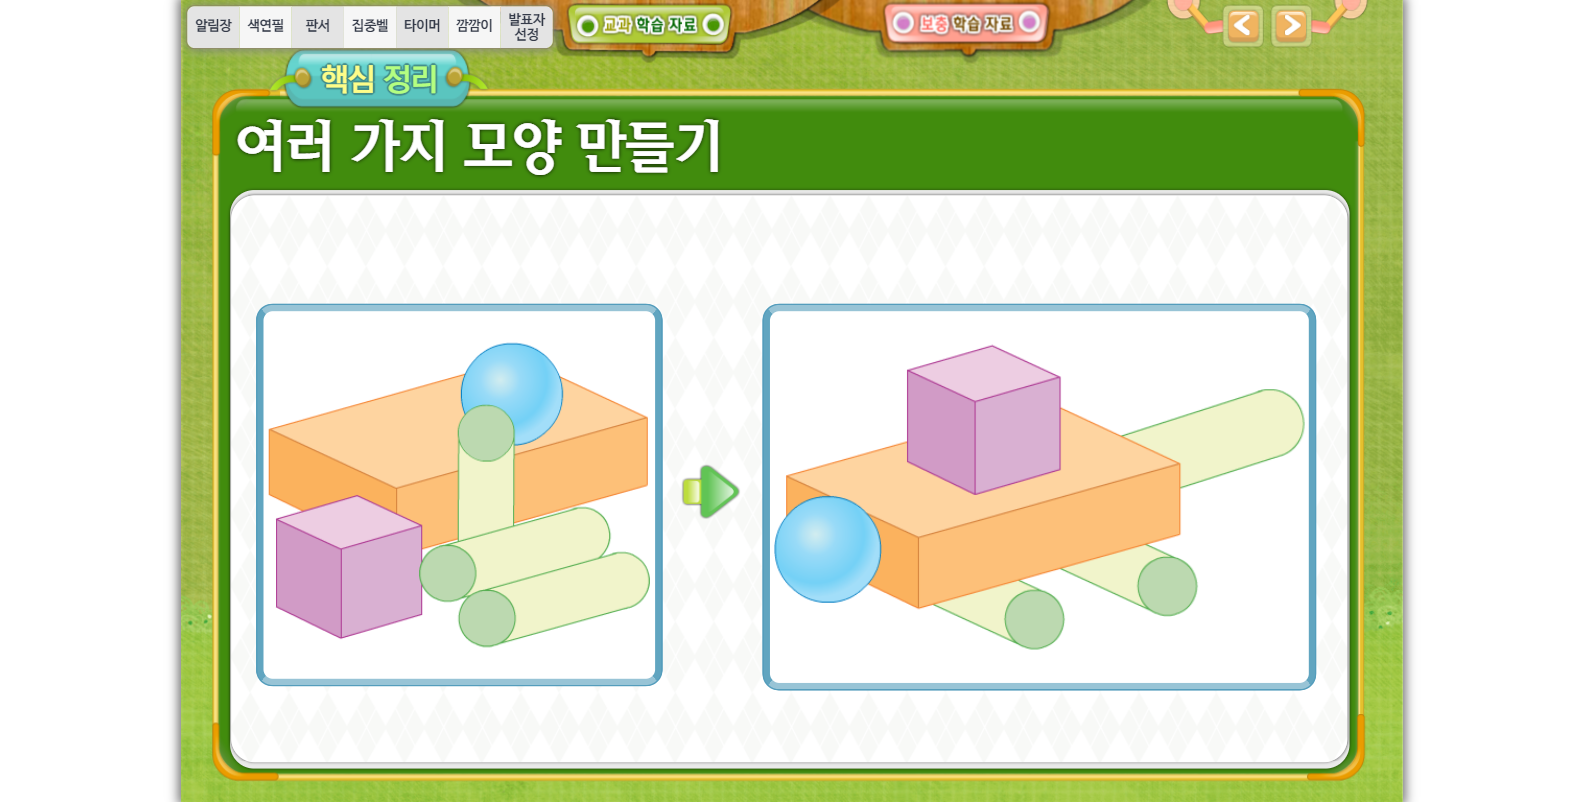 알림장 색연필 판서 집중벨 타이머 깜깜이 발표자
선정
교과 학습 자료
보충 학습 자료
핵심 정리
여러 가지 모양 만들기